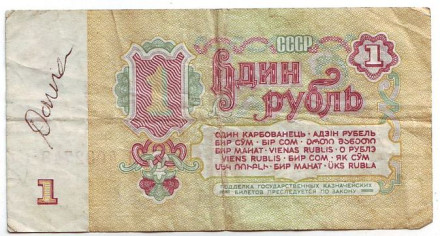 СССР
1
ОДИН
1
РУБЛЬ
ОДИН КАРБОВАНЕЦЬ · АДЗІН РУБЕЛЬ
БИР СЎМ · БІР СОМ · ერთი მანეთი
БИР МАНАТ · VIENAS RUBLIS · О РУБЛЭ
VIENS RUBLIS · БИР СОМ · ЯК СЎМ
ՄԵԿ ՌՈՒԲԼԻ · БИР МАНАТ · ÜKS RUBLA
ПОДДЕЛКА ГОСУДАРСТВЕННЫХ КАЗНАЧЕЙСКИХ
БИЛЕТОВ ПРЕСЛЕДУЕТСЯ ПО ЗАКОНУ
1